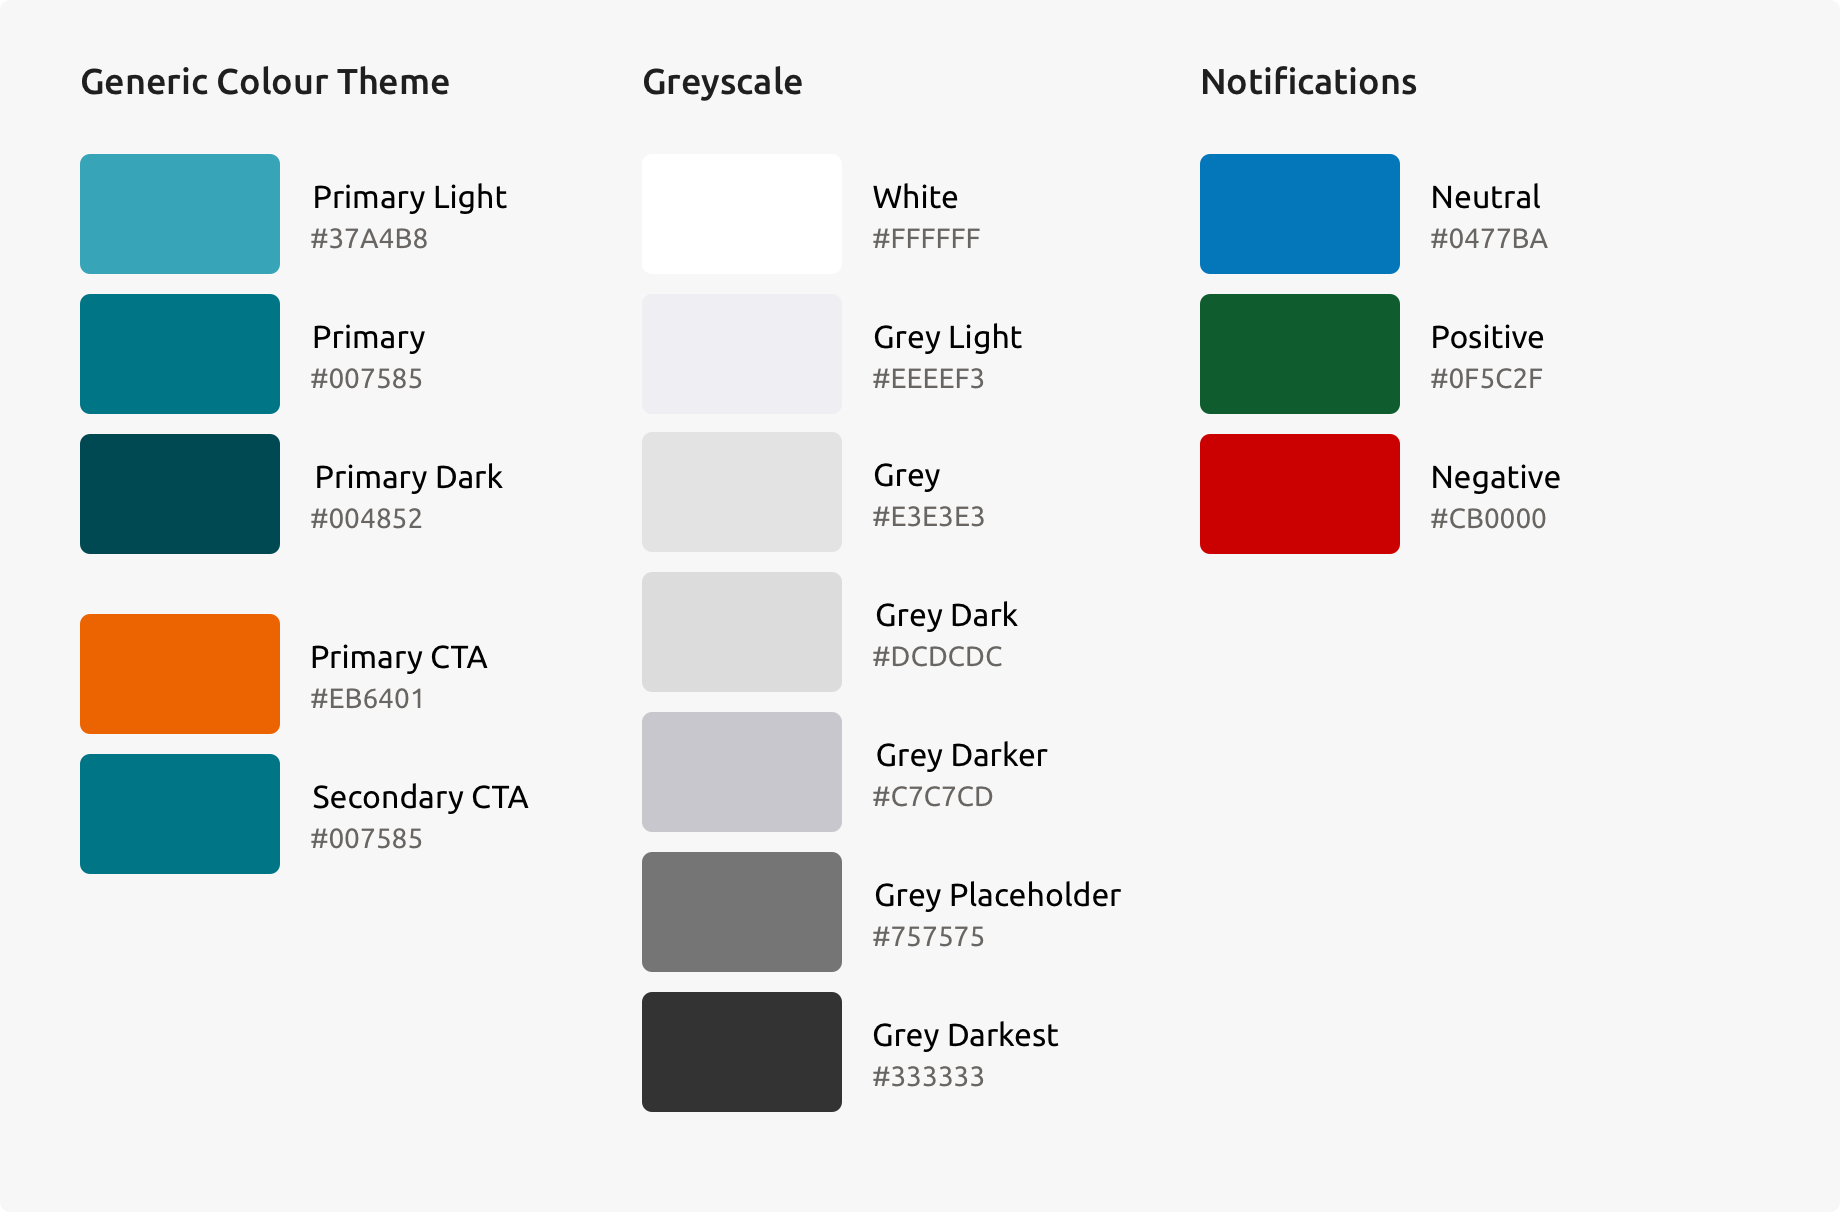 Generic Colour Theme
Primary Light
#37A4B8
Primary
#007585
Primary Dark
#004852
Primary CTA
#EB6401
Secondary CTA
#007585
Greyscale
White
#FFFFFF
Grey Light
#EEEEF3
Grey
#E3E3E3
Grey Dark
#DCDCDC
Grey Darker
#C7C7CD
Grey Placeholder
#757575
Grey Darkest
#333333
Notifications
Neutral
#0477BA
Positive
#0F5C2F
Negative
#CB0000